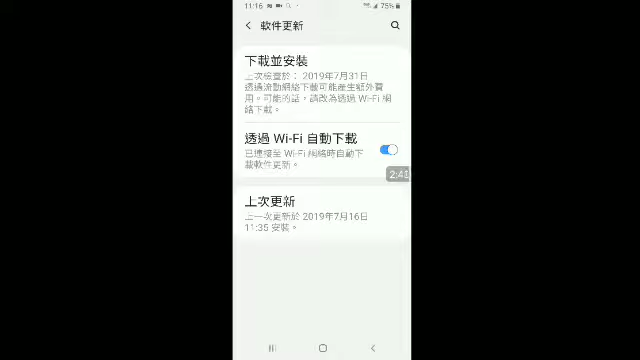 11:16
75%
軟件更新
下載並安裝
上次檢查於： 2019年7月31日
透過流動網絡下載可能產生額外費
用。可能的話，請改為透過 Wi-Fi 網
絡下載。
透過 Wi-Fi 自動下載
已連接至 Wi-Fi 網絡時自動下
載軟件更新。
2:43
上次更新
上一次更新於 2019年7月16日
11:35 安裝。